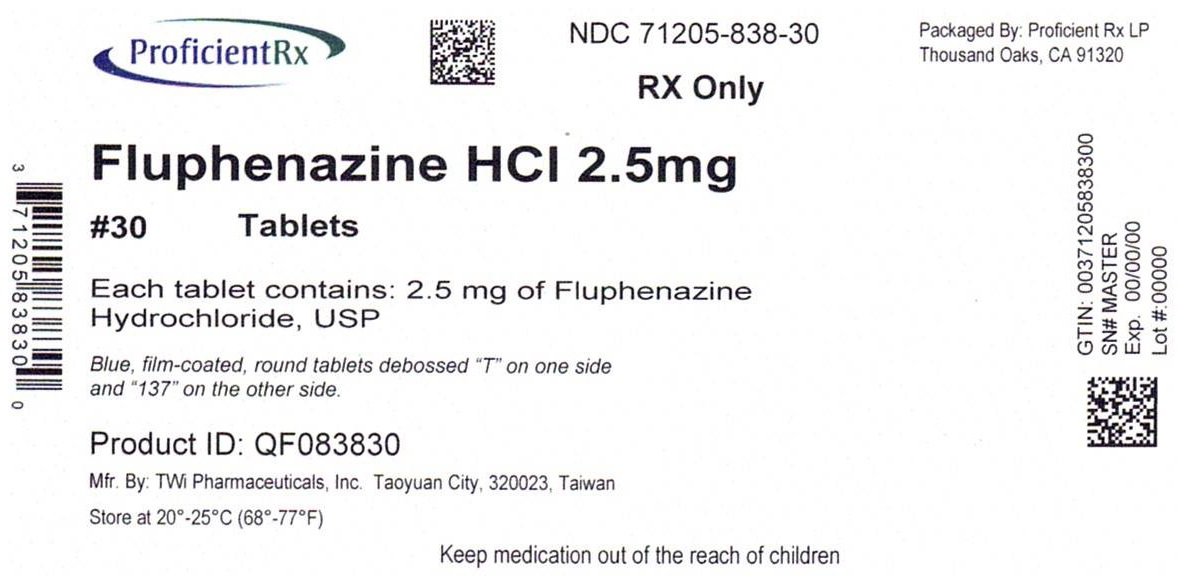 ProficientRx
NDC 71205-838-30
RX Only
Packaged By: Proficient Rx LP
Thousand Oaks, CA 91320
Fluphenazine HCl 2.5mg
#30 Tablets
Each tablet contains: 2.5 mg of Fluphenazine
Hydrochloride, USP
Blue, film-coated, round tablets debossed “T” on one side
and “137” on the other side.
Product ID: QF083830
Mfr. By: TWi Pharmaceuticals, Inc. Taoyuan City, 320023, Taiwan
Store at 20°-25°C (68°-77°F)
Keep medication out of the reach of children
3 71205 83830 0
GTIN: 00371205838300
SN# MASTER
Exp. 00/00/00
Lot #:00000